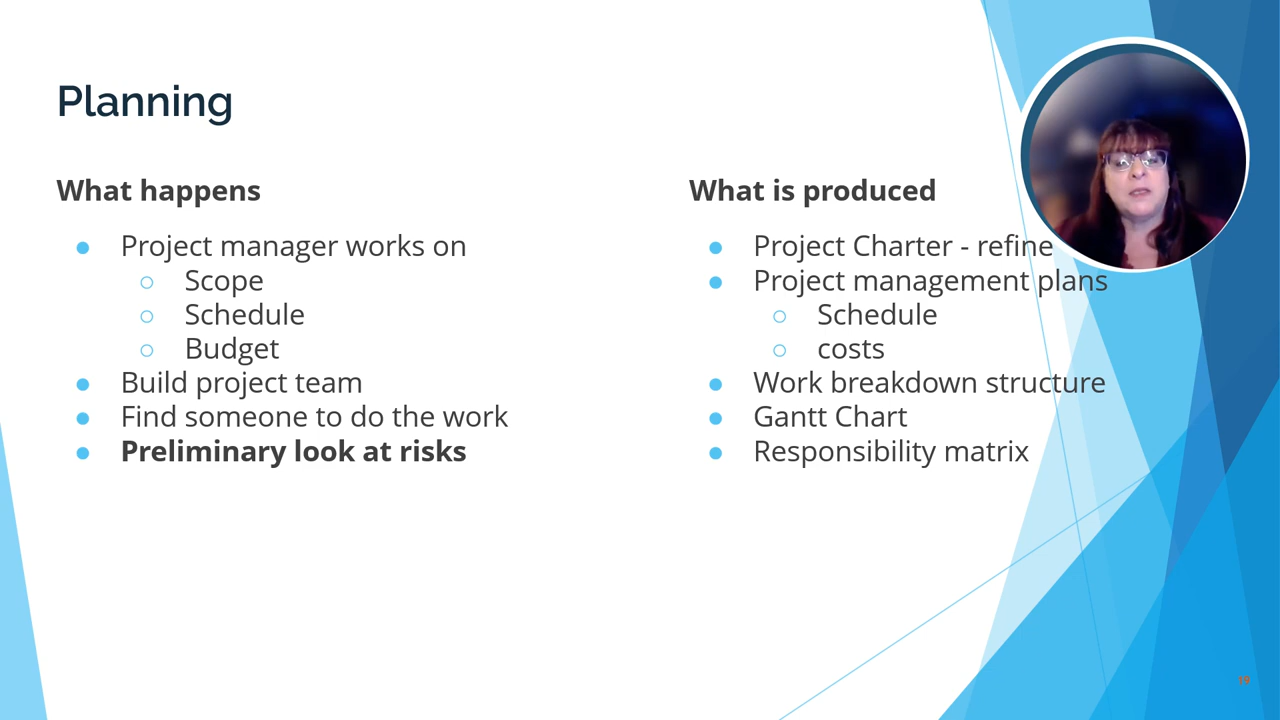 Planning
What happens
Project manager works on
Scope
Schedule
Budget
Build project team
Find someone to do the work
Preliminary look at risks
What is produced
Project Charter - refine
Project management plans
Schedule
costs
Work breakdown structure
Gantt Chart
Responsibility matrix
19